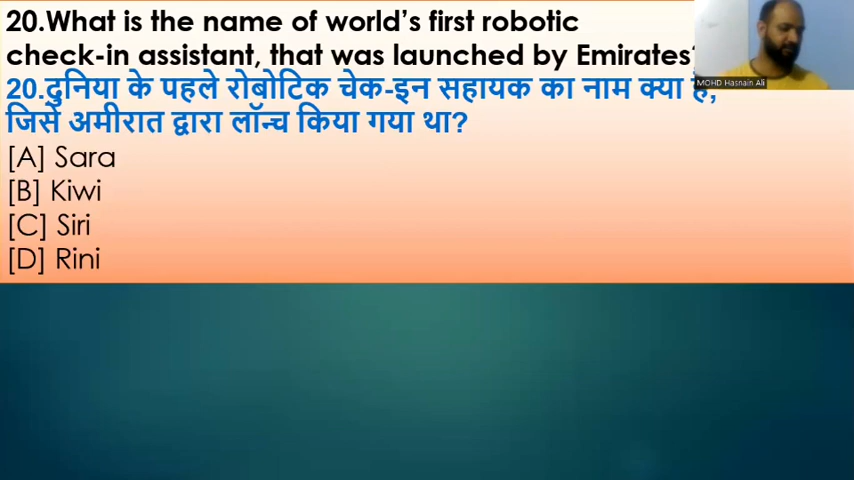 20.What is the name of world's first robotic
check-in assistant, that was launched by Emirates?
20.दुनिया के पहले रोबोटिक चेक-इन सहायक का नाम क्या है,
जिसे अमीरात द्वारा लॉन्च किया गया था?
[A] Sara
[B] Kiwi
[C] Siri
[D] Rini
MOHD Hasnain Ali